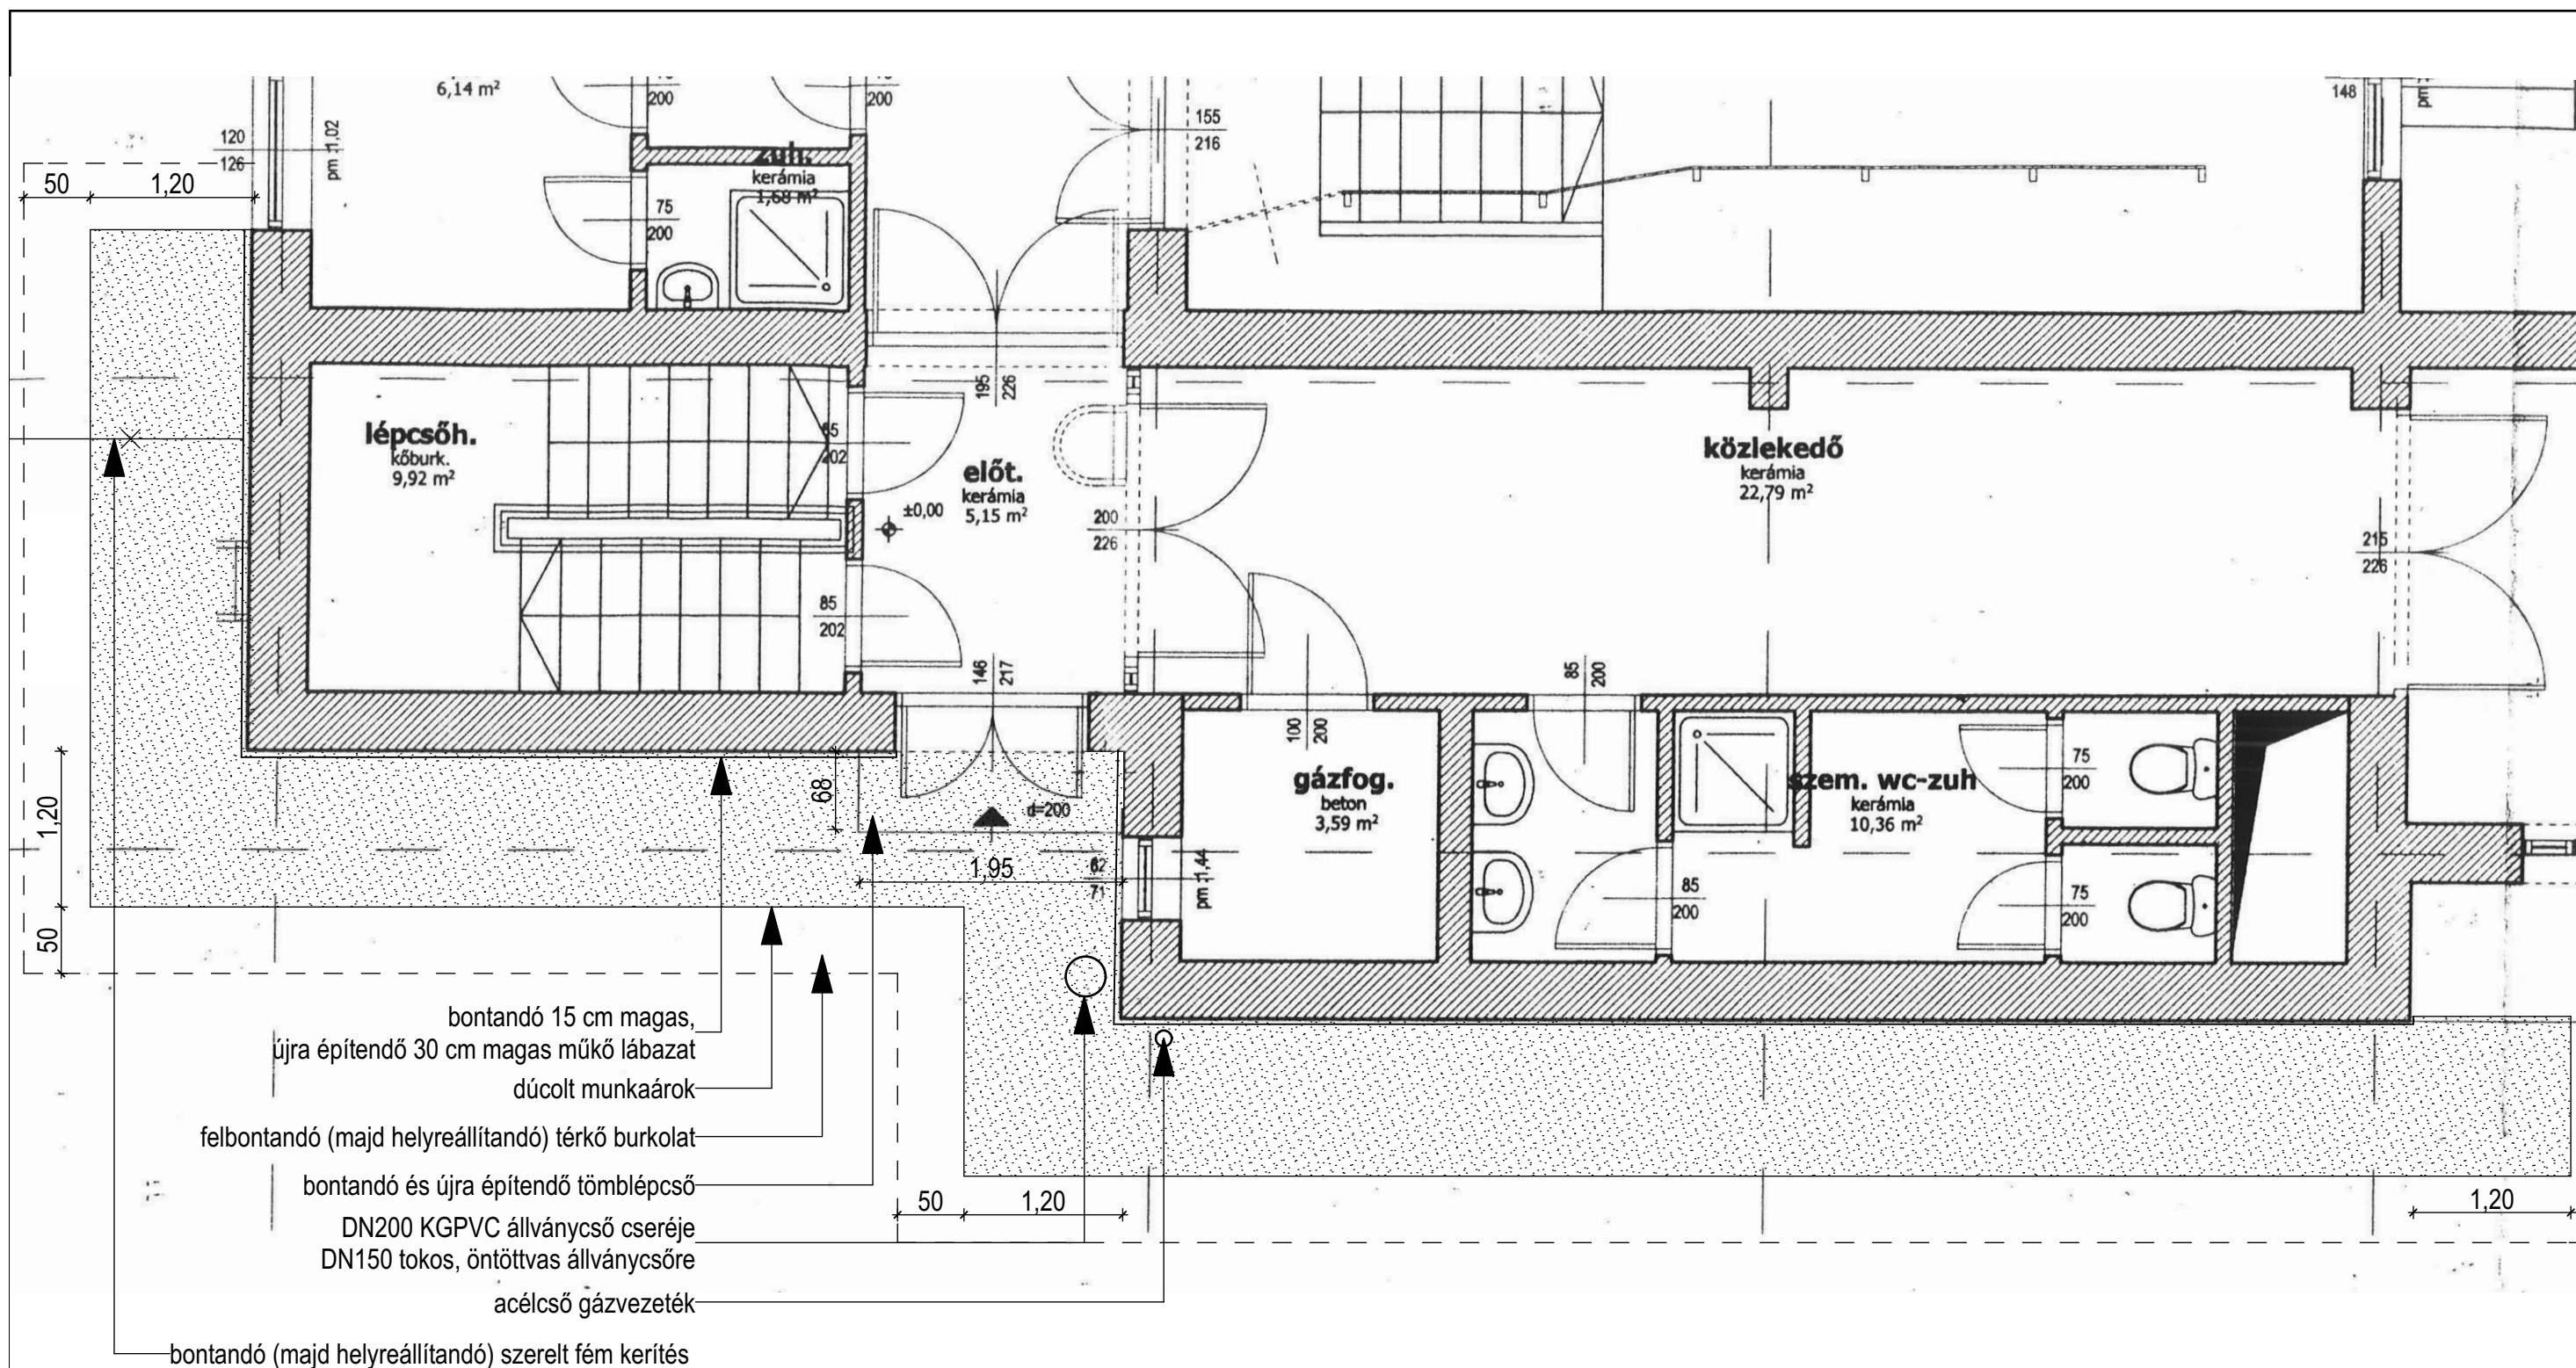 6,14 m²
200
200
120
126
pm 1,02
155
216
148
pm
50
1,20
zuh.
kerámia
1,68 m²
75
200
195
226
lépcsőh.
kőburk.
9,92 m²
202
előt.
kerámia
5,15 m²
±0,00
200
226
közlekedő
kerámia
22,79 m²
215
226
85
202
146
217
85
200
100
200
1,20
68
d=200
gázfog.
beton
3,59 m²
szem. wc-zuh
kerámia
10,36 m²
75
200
1,95
62
71
pm 1,44
85
200
75
200
50
bontandó 15 cm magas,
újra építendő 30 cm magas műkő lábazat
dúcolt munkaárok
felbontandó (majd helyreállítandó) térkő burkolat
bontandó és újra építendő tömblépcső
50
1,20
1,20
DN200 KGPVC állványcső cseréje
DN150 tokos, öntöttvas állványcsőre
acélcső gázvezeték
bontandó (majd helyreállítandó) szerelt fém kerítés